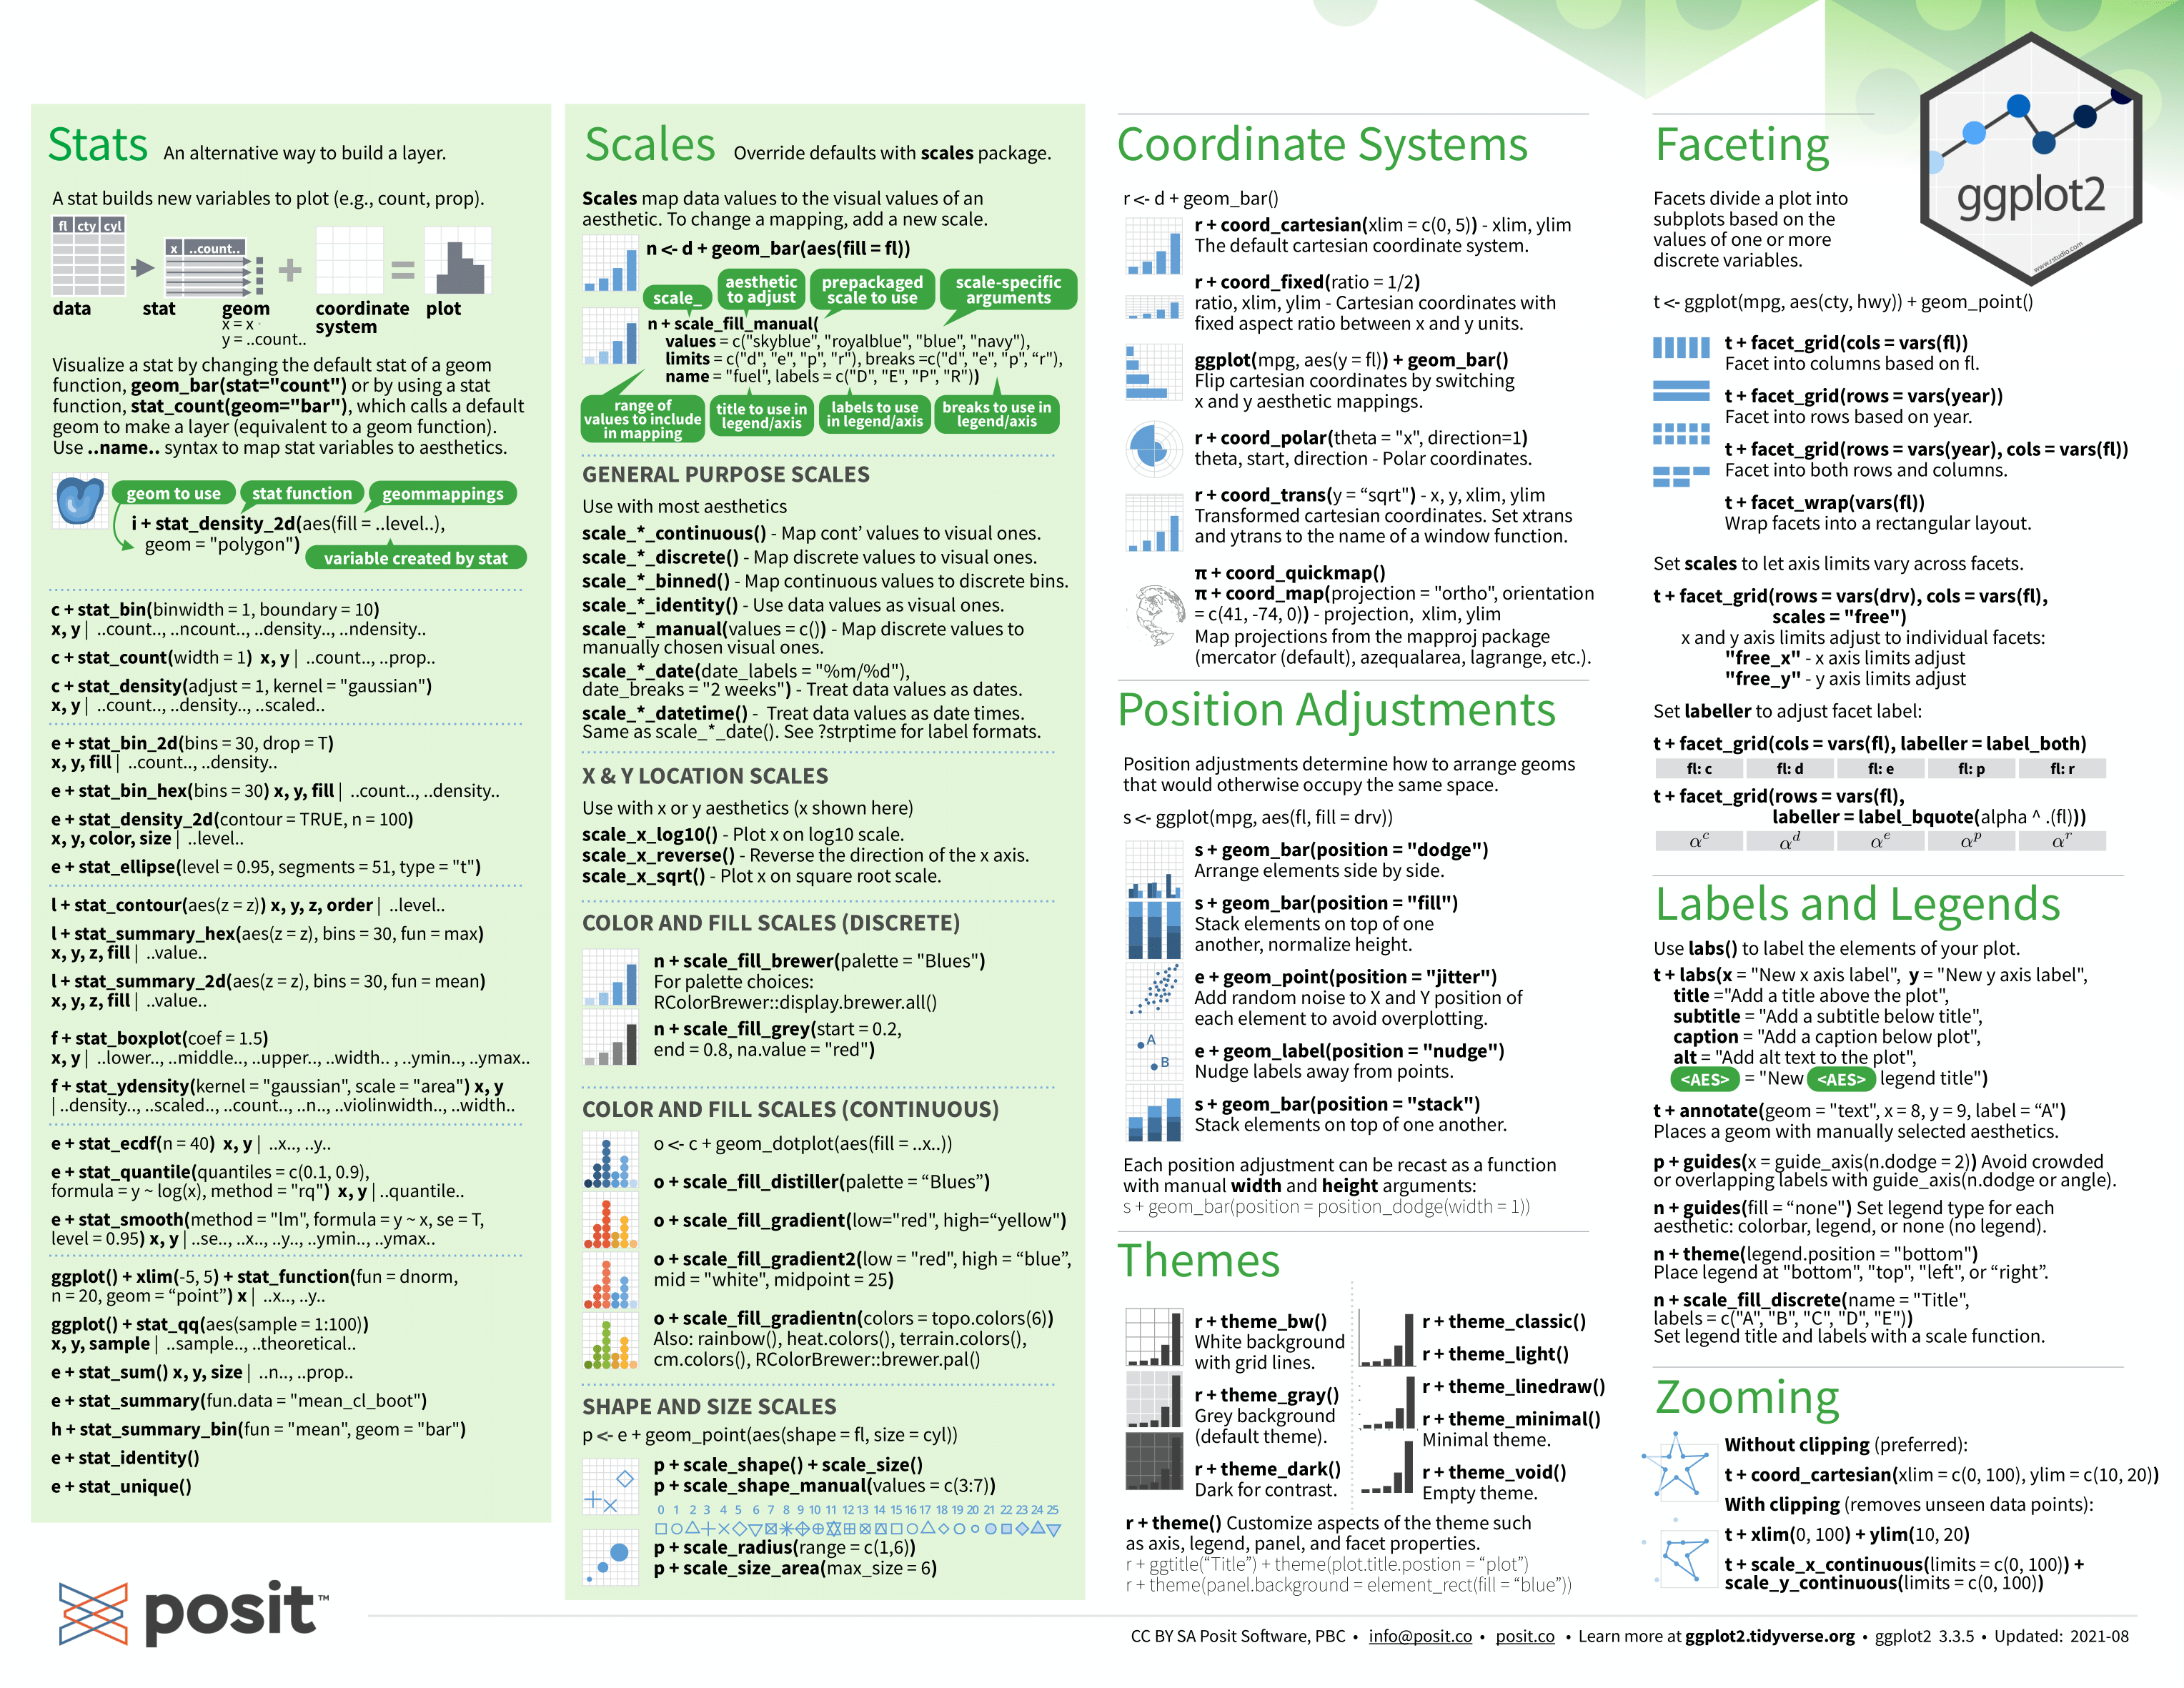 Stats An alternative way to build a layer.
A stat builds new variables to plot (e.g., count, prop).
fl cty cyl
x ..count..
data stat geom coordinate plot
x = x · system
y = ..count..
Visualize a stat by changing the default stat of a geom
function, geom_bar(stat="count") or by using a stat
function, stat_count(geom="bar"), which calls a default
geom to make a layer (equivalent to a geom function).
Use ..name.. syntax to map stat variables to aesthetics.
geom to use stat function geommappings
i + stat_density_2d(aes(fill = ..level..),
geom = "polygon")
variable created by stat
c + stat_bin(binwidth = 1, boundary = 10)
x, y | ..count.., ..ncount.., ..density.., ..ndensity..
c + stat_count(width = 1) x, y | ..count.., ..prop..
c + stat_density(adjust = 1, kernel = "gaussian")
x, y | ..count.., ..density.., ..scaled..
e + stat_bin_2d(bins = 30, drop = T)
x, y, fill | ..count.., ..density..
e + stat_bin_hex(bins = 30) x, y, fill | ..count.., ..density..
e + stat_density_2d(contour = TRUE, n = 100)
x, y, color, size | ..level..
e + stat_ellipse(level = 0.95, segments = 51, type = "t")
l + stat_contour(aes(z = z)) x, y, z, order | ..level..
l + stat_summary_hex(aes(z = z), bins = 30, fun = max)
x, y, z, fill | ..value..
l + stat_summary_2d(aes(z = z), bins = 30, fun = mean)
x, y, z, fill | ..value..
f + stat_boxplot(coef = 1.5)
x, y | ..lower.., ..middle.., ..upper.., ..width.. , ..ymin.., ..ymax..
f + stat_ydensity(kernel = "gaussian", scale = "area") x, y
| ..density.., ..scaled.., ..count.., ..n.., ..violinwidth.., ..width..
e + stat_ecdf(n = 40) x, y | ..x.., ..y..
e + stat_quantile(quantiles = c(0.1, 0.9),
formula = y ~ log(x), method = "rq") x, y | ..quantile..
e + stat_smooth(method = "lm", formula = y ~ x, se = T,
level = 0.95) x, y | ..se.., ..x.., ..y.., ..ymin.., ..ymax..
ggplot() + xlim(-5, 5) + stat_function(fun = dnorm,
n = 20, geom = “point”) x | ..x.., ..y..
ggplot() + stat_qq(aes(sample = 1:100))
x, y, sample | ..sample.., ..theoretical..
e + stat_sum() x, y, size | ..n.., ..prop..
e + stat_summary(fun.data = "mean_cl_boot")
h + stat_summary_bin(fun = "mean", geom = "bar")
e + stat_identity()
e + stat_unique()
Scales Override defaults with scales package.
Scales map data values to the visual values of an
aesthetic. To change a mapping, add a new scale.
n <- d + geom_bar(aes(fill = fl))
scale_ aesthetic to adjust prepackaged scale to use scale-specific arguments
n + scale_fill_manual(
values = c("skyblue", "royalblue", "blue", "navy"),
limits = c("d", "e", "p", "r"), breaks =c("d", "e", "p", “r"),
name = "fuel", labels = c("D", "E", "P", "R"))
range of values to include in mapping title to use in legend/axis labels to use in legend/axis breaks to use in legend/axis
GENERAL PURPOSE SCALES
Use with most aesthetics
scale_*_continuous() - Map cont’ values to visual ones.
scale_*_discrete() - Map discrete values to visual ones.
scale_*_binned() - Map continuous values to discrete bins.
scale_*_identity() - Use data values as visual ones.
scale_*_manual(values = c()) - Map discrete values to
manually chosen visual ones.
scale_*_date(date_labels = "%m/%d"),
date_breaks = "2 weeks") - Treat data values as dates.
scale_*_datetime() - Treat data values as date times.
Same as scale_*_date(). See ?strptime for label formats.
X & Y LOCATION SCALES
Use with x or y aesthetics (x shown here)
scale_x_log10() - Plot x on log10 scale.
scale_x_reverse() - Reverse the direction of the x axis.
scale_x_sqrt() - Plot x on square root scale.
COLOR AND FILL SCALES (DISCRETE)
n + scale_fill_brewer(palette = "Blues")
For palette choices:
RColorBrewer::display.brewer.all()
n + scale_fill_grey(start = 0.2,
end = 0.8, na.value = "red")
COLOR AND FILL SCALES (CONTINUOUS)
o <- c + geom_dotplot(aes(fill = ..x..))
o + scale_fill_distiller(palette = “Blues”)
o + scale_fill_gradient(low="red", high=“yellow")
o + scale_fill_gradient2(low = "red", high = “blue”,
mid = "white", midpoint = 25)
o + scale_fill_gradientn(colors = topo.colors(6))
Also: rainbow(), heat.colors(), terrain.colors(),
cm.colors(), RColorBrewer::brewer.pal()
SHAPE AND SIZE SCALES
p <- e + geom_point(aes(shape = fl, size = cyl))
p + scale_shape() + scale_size()
p + scale_shape_manual(values = c(3:7))
0 1 2 3 4 5 6 7 8 9 10 11 12 13 14 15 16 17 18 19 20 21 22 23 24 25
p + scale_radius(range = c(1,6))
p + scale_size_area(max_size = 6)
Coordinate Systems
r <- d + geom_bar()
r + coord_cartesian(xlim = c(0, 5)) - xlim, ylim
The default cartesian coordinate system.
r + coord_fixed(ratio = 1/2)
ratio, xlim, ylim - Cartesian coordinates with
fixed aspect ratio between x and y units.
ggplot(mpg, aes(y = fl)) + geom_bar()
Flip cartesian coordinates by switching
x and y aesthetic mappings.
r + coord_polar(theta = "x", direction=1)
theta, start, direction - Polar coordinates.
r + coord_trans(y = “sqrt") - x, y, xlim, ylim
Transformed cartesian coordinates. Set xtrans
and ytrans to the name of a window function.
π + coord_quickmap()
π + coord_map(projection = "ortho", orientation
= c(41, -74, 0)) - projection, xlim, ylim
Map projections from the mapproj package
(mercator (default), azequalarea, lagrange, etc.).
Position Adjustments
Position adjustments determine how to arrange geoms
that would otherwise occupy the same space.
s <- ggplot(mpg, aes(fl, fill = drv))
s + geom_bar(position = "dodge")
Arrange elements side by side.
s + geom_bar(position = "fill")
Stack elements on top of one
another, normalize height.
e + geom_point(position = "jitter")
Add random noise to X and Y position of
each element to avoid overplotting.
A
B
e + geom_label(position = "nudge")
Nudge labels away from points.
s + geom_bar(position = "stack")
Stack elements on top of one another.
Each position adjustment can be recast as a function
with manual width and height arguments:
s + geom_bar(position = position_dodge(width = 1))
Themes
r + theme_bw()
White background
with grid lines.
r + theme_gray()
Grey background
(default theme).
r + theme_dark()
Dark for contrast.
r + theme_classic()
r + theme_light()
r + theme_linedraw()
r + theme_minimal()
Minimal theme.
r + theme_void()
Empty theme.
r + theme() Customize aspects of the theme such
as axis, legend, panel, and facet properties.
r + ggtitle(“Title”) + theme(plot.title.postion = “plot”)
r + theme(panel.background = element_rect(fill = “blue”))
Faceting
ggplot2
www.rstudio.com
Facets divide a plot into
subplots based on the
values of one or more
discrete variables.
t <- ggplot(mpg, aes(cty, hwy)) + geom_point()
t + facet_grid(cols = vars(fl))
Facet into columns based on fl.
t + facet_grid(rows = vars(year))
Facet into rows based on year.
t + facet_grid(rows = vars(year), cols = vars(fl))
Facet into both rows and columns.
t + facet_wrap(vars(fl))
Wrap facets into a rectangular layout.
Set scales to let axis limits vary across facets.
t + facet_grid(rows = vars(drv), cols = vars(fl),
scales = "free")
x and y axis limits adjust to individual facets:
"free_x" - x axis limits adjust
"free_y" - y axis limits adjust
Set labeller to adjust facet label:
t + facet_grid(cols = vars(fl), labeller = label_both)
fl: c fl: d fl: e fl: p fl: r
t + facet_grid(rows = vars(fl),
labeller = label_bquote(alpha ^ .(fl)))
α^c α^d α^e α^p α^r
Labels and Legends
Use labs() to label the elements of your plot.
t + labs(x = "New x axis label", y = "New y axis label",
title ="Add a title above the plot",
subtitle = "Add a subtitle below title",
caption = "Add a caption below plot",
alt = "Add alt text to the plot",
<AES> = "New <AES> legend title")
t + annotate(geom = "text", x = 8, y = 9, label = “A")
Places a geom with manually selected aesthetics.
p + guides(x = guide_axis(n.dodge = 2)) Avoid crowded
or overlapping labels with guide_axis(n.dodge or angle).
n + guides(fill = “none") Set legend type for each
aesthetic: colorbar, legend, or none (no legend).
n + theme(legend.position = "bottom")
Place legend at "bottom", "top", "left", or “right”.
n + scale_fill_discrete(name = "Title",
labels = c("A", "B", "C", "D", "E"))
Set legend title and labels with a scale function.
Zooming
Without clipping (preferred):
t + coord_cartesian(xlim = c(0, 100), ylim = c(10, 20))
With clipping (removes unseen data points):
t + xlim(0, 100) + ylim(10, 20)
t + scale_x_continuous(limits = c(0, 100)) +
scale_y_continuous(limits = c(0, 100))
posit™
CC BY SA Posit Software, PBC • info@posit.co • posit.co • Learn more at ggplot2.tidyverse.org • ggplot2 3.3.5 • Updated: 2021-08